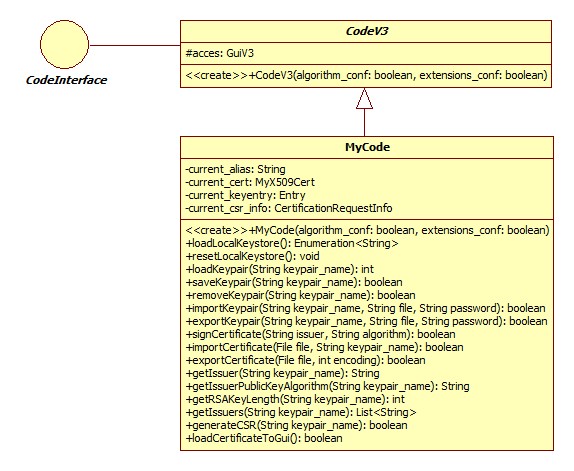 CodeV3
#acces: GuiV3
<<create>>+CodeV3(algorithm_conf: boolean, extensions_conf: boolean)
CodeInterface
MyCode
-current_alias: String
-current_cert: MyX509Cert
-current_keyentry: Entry
-current_csr_info: CertificationRequestInfo
<<create>>+MyCode(algorithm_conf: boolean, extensions_conf: boolean)
+loadLocalKeystore(): Enumeration<String>
+resetLocalKeystore(): void
+loadKeypair(String keypair_name): int
+saveKeypair(String keypair_name): boolean
+removeKeypair(String keypair_name): boolean
+importKeypair(String keypair_name, String file, String password): boolean
+exportKeypair(String keypair_name, String file, String password): boolean
+signCertificate(String issuer, String algorithm): boolean
+importCertificate(File file, String keypair_name): boolean
+exportCertificate(File file, int encoding): boolean
+getIssuer(String keypair_name): String
+getIssuerPublicKeyAlgorithm(String keypair_name): String
+getRSAKeyLength(String keypair_name): int
+getIssuers(String keypair_name): List<String>
+generateCSR(String keypair_name): boolean
+loadCertificateToGui(): boolean